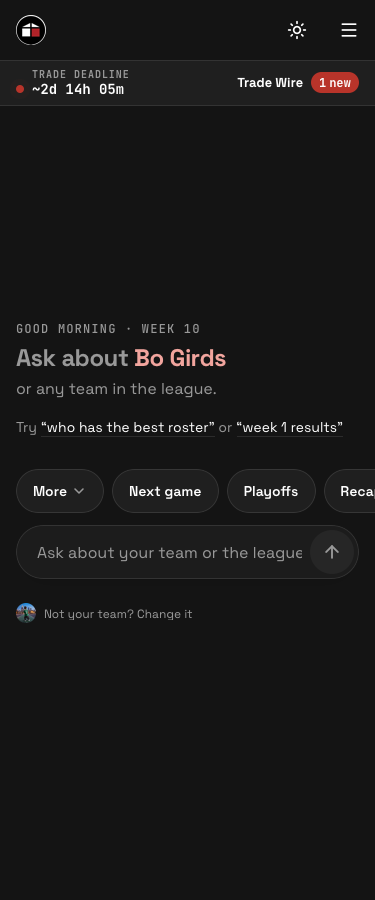 TRADE DEADLINE
~2d 14h 05m
Trade Wire 1 new
GOOD MORNING · WEEK 10
Ask about Bo Girds
or any team in the league.
Try “who has the best roster” or “week 1 results”
More Next game Playoffs Reca
Ask about your team or the league
Not your team? Change it